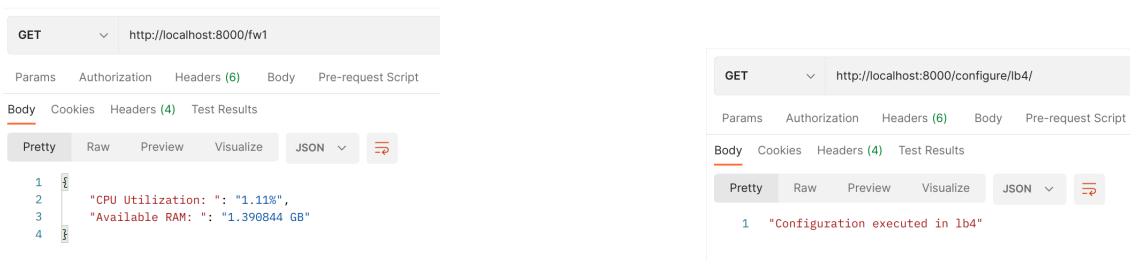 GET http://localhost:8000/fw1
Params Authorization Headers (6) Body Pre-request Script
Body Cookies Headers (4) Test Results
Pretty Raw Preview Visualize JSON
1 {
2 "CPU Utilization: ": "1.11%",
3 "Available RAM: ": "1.390844 GB"
4 }
GET http://localhost:8000/configure/lb4/
Params Authorization Headers (6) Body Pre-request Script
Body Cookies Headers (4) Test Results
Pretty Raw Preview Visualize JSON
1 "Configuration executed in lb4"